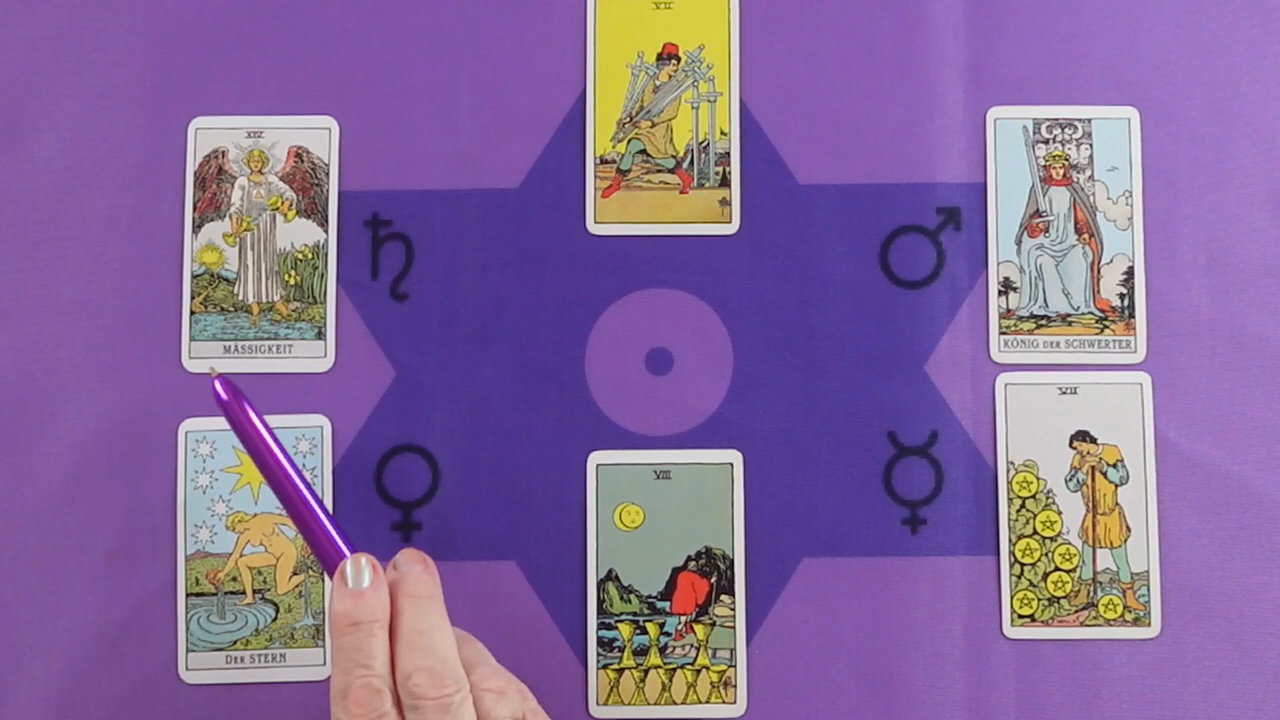 VII
XIV
MÄSSIGKEIT
KÖNIG DER SCHWERTER
VII
VIII
DER STERN